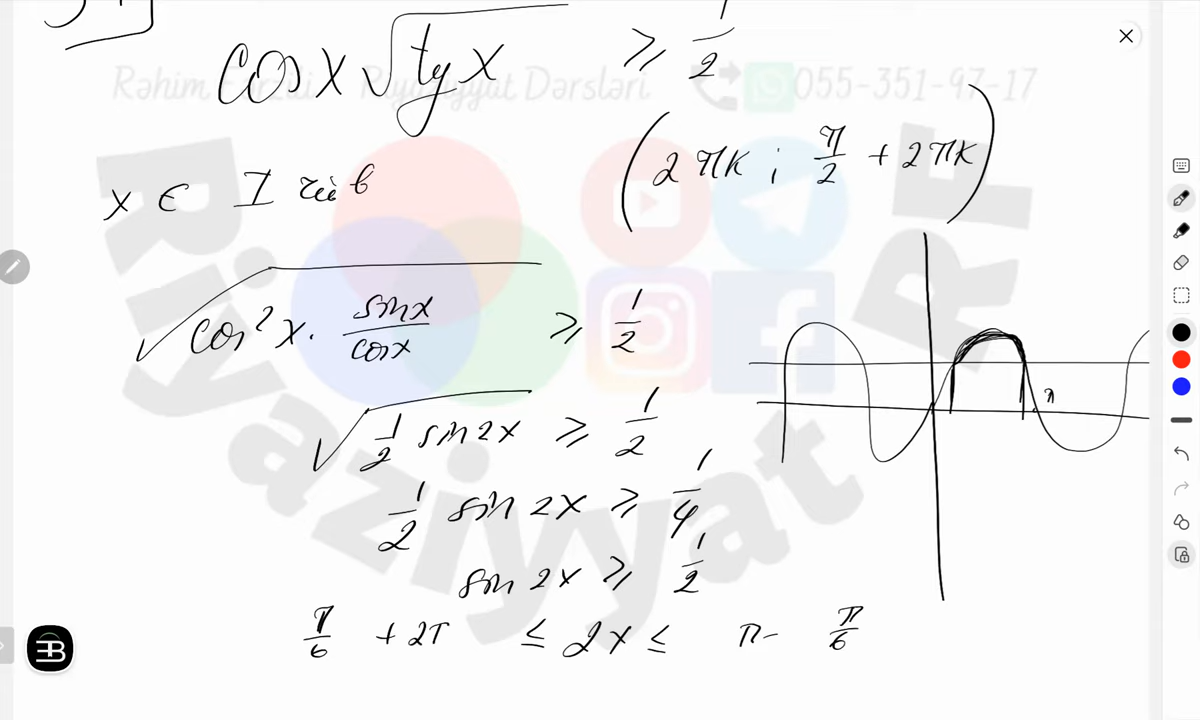 cos x √tg x ≥ 1/2
Rəhim Riyaziyyat Dərsləri 055-351-97-17
x ∈ I rüb (2πk ; π/2 + 2πk)
√(cos² x · sin x / cos x) ≥ 1/2
π
√(1/2 sin 2x) ≥ 1/2
1/2 sin 2x ≥ 1/4
sin 2x ≥ 1/2
π/6 + 2π ≤ 2x ≤ π - π/6
Riyaziyyat RF